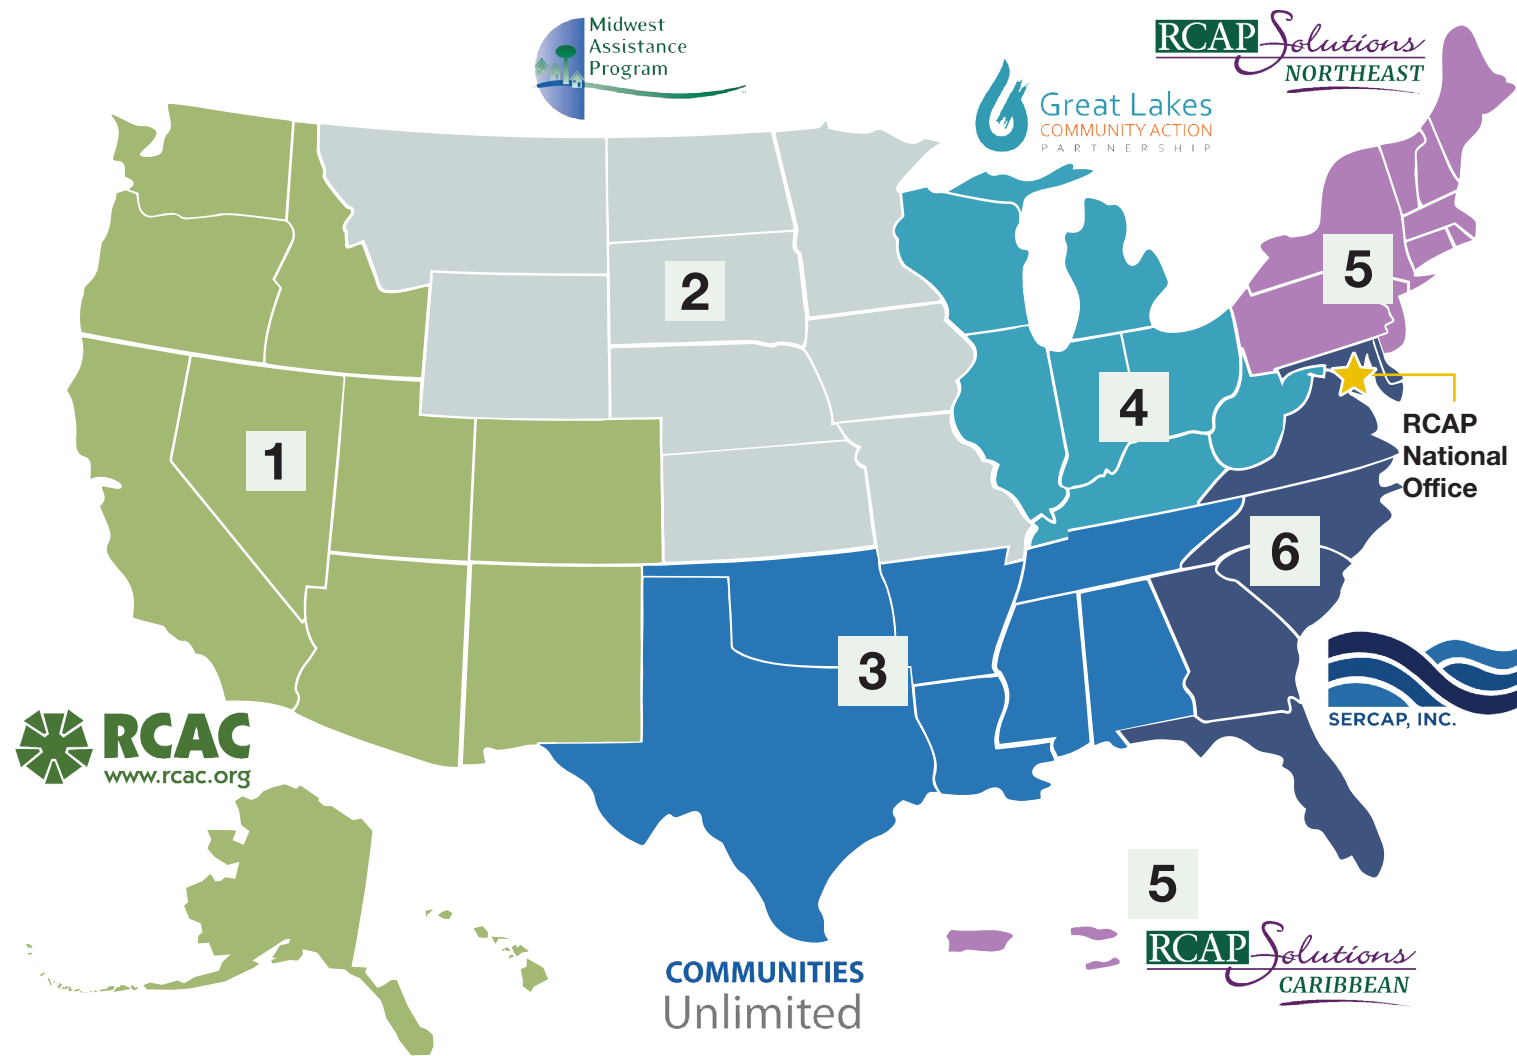 Midwest
Assistance
Program
RCAP Solutions
NORTHEAST
Great Lakes
COMMUNITY ACTION
PARTNERSHIP
5
2
4
1
RCAP
National
Office
6
3
SERCAP, INC.
RCAC
www.rcac.org
5
RCAP Solutions
CARIBBEAN
COMMUNITIES
Unlimited